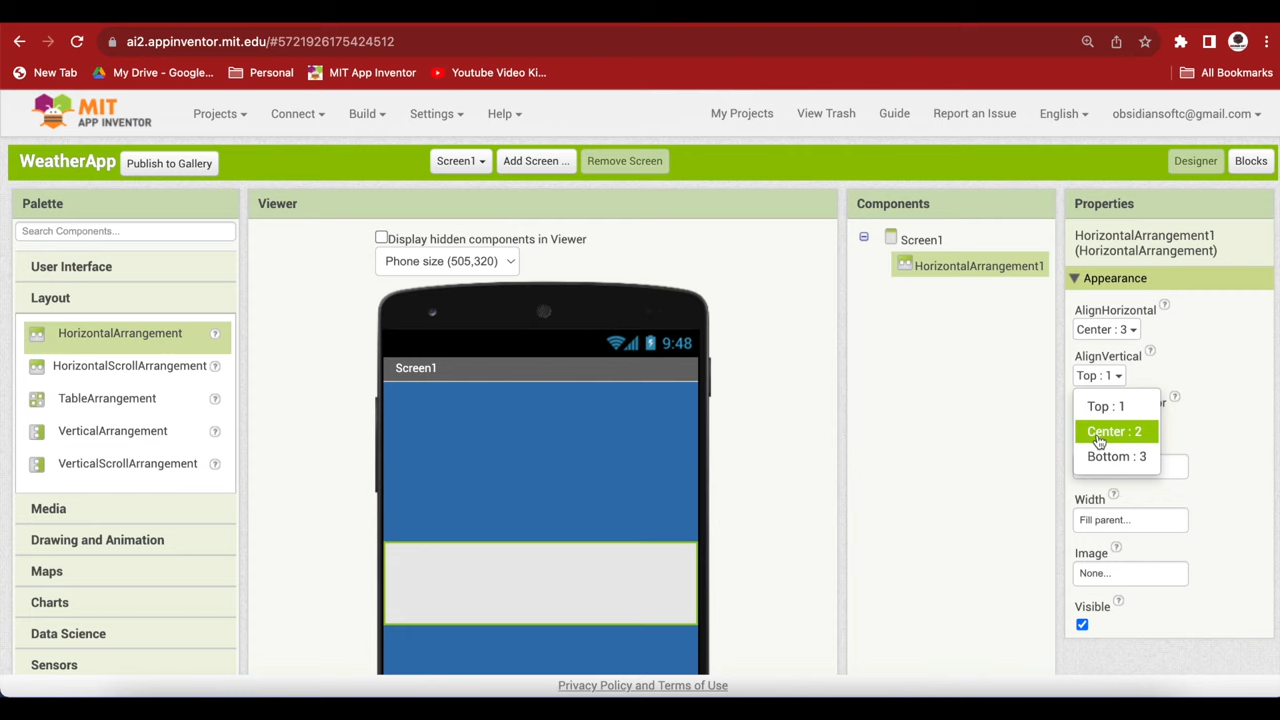 ai2.appinventor.mit.edu/#5721926175424512
New Tab
My Drive - Google...
Personal
MIT App Inventor
Youtube Video Ki...
All Bookmarks
MIT
APP INVENTOR
Projects
Connect
Build
Settings
Help
My Projects
View Trash
Guide
Report an Issue
English
obsidiansoftc@gmail.com
WeatherApp
Publish to Gallery
Screen1
Add Screen ...
Remove Screen
Designer
Blocks
Palette
Search Components...
User Interface
Layout
HorizontalArrangement ?
HorizontalScrollArrangement ?
TableArrangement ?
VerticalArrangement ?
VerticalScrollArrangement ?
Media
Drawing and Animation
Maps
Charts
Data Science
Sensors
Viewer
Display hidden components in Viewer
Phone size (505,320)
9:48
Screen1
Components
Screen1
HorizontalArrangement1
Properties
HorizontalArrangement1
(HorizontalArrangement)
Appearance
AlignHorizontal ?
Center : 3
AlignVertical ?
Top : 1
?
Top : 1
Center : 2
Bottom : 3
Width ?
Fill parent...
Image ?
None...
Visible ?
Privacy Policy and Terms of Use